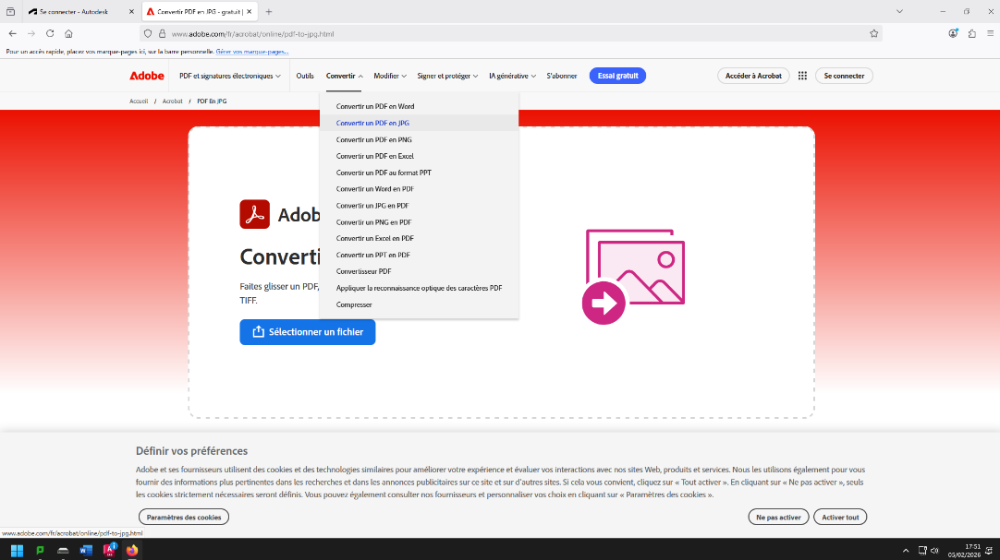 Se connecter - Autodesk
Convertir PDF en JPG - gratuit |
www.adobe.com/fr/acrobat/online/pdf-to-jpg.html
Pour un accès rapide, placez vos marque-pages ici, sur la barre personnelle. Gérer vos marque-pages…
Adobe
PDF et signatures électroniques
Outils
Convertir
Modifier
Signer et protéger
IA générative
S'abonner
Essai gratuit
Accéder à Acrobat
Se connecter
Accueil / Acrobat / PDF En JPG
Convertir un PDF en Word
Convertir un PDF en JPG
Convertir un PDF en PNG
Convertir un PDF en Excel
Convertir un PDF au format PPT
Convertir un Word en PDF
Convertir un JPG en PDF
Convertir un PNG en PDF
Convertir un Excel en PDF
Convertir un PPT en PDF
Convertisseur PDF
Appliquer la reconnaissance optique des caractères PDF
Compresser
Adob
Converti
Faites glisser un PDF,
TIFF.
Sélectionner un fichier
Définir vos préférences
Adobe et ses fournisseurs utilisent des cookies et des technologies similaires pour améliorer votre expérience et évaluer vos interactions avec nos sites Web, produits et services. Nous les utilisons également pour vous
fournir des informations plus pertinentes dans les recherches et dans les annonces publicitaires sur ce site et sur d'autres sites. Si cela vous convient, cliquez sur « Tout activer ». En cliquant sur « Ne pas activer », seuls
les cookies strictement nécessaires seront définis. Vous pouvez également consulter nos fournisseurs et personnaliser vos choix en cliquant sur « Paramètres des cookies ».
Paramètres des cookies
Ne pas activer
Activer tout
www.adobe.com/fr/acrobat/online/pdf-to-jpg.html
17:51
05/02/2026